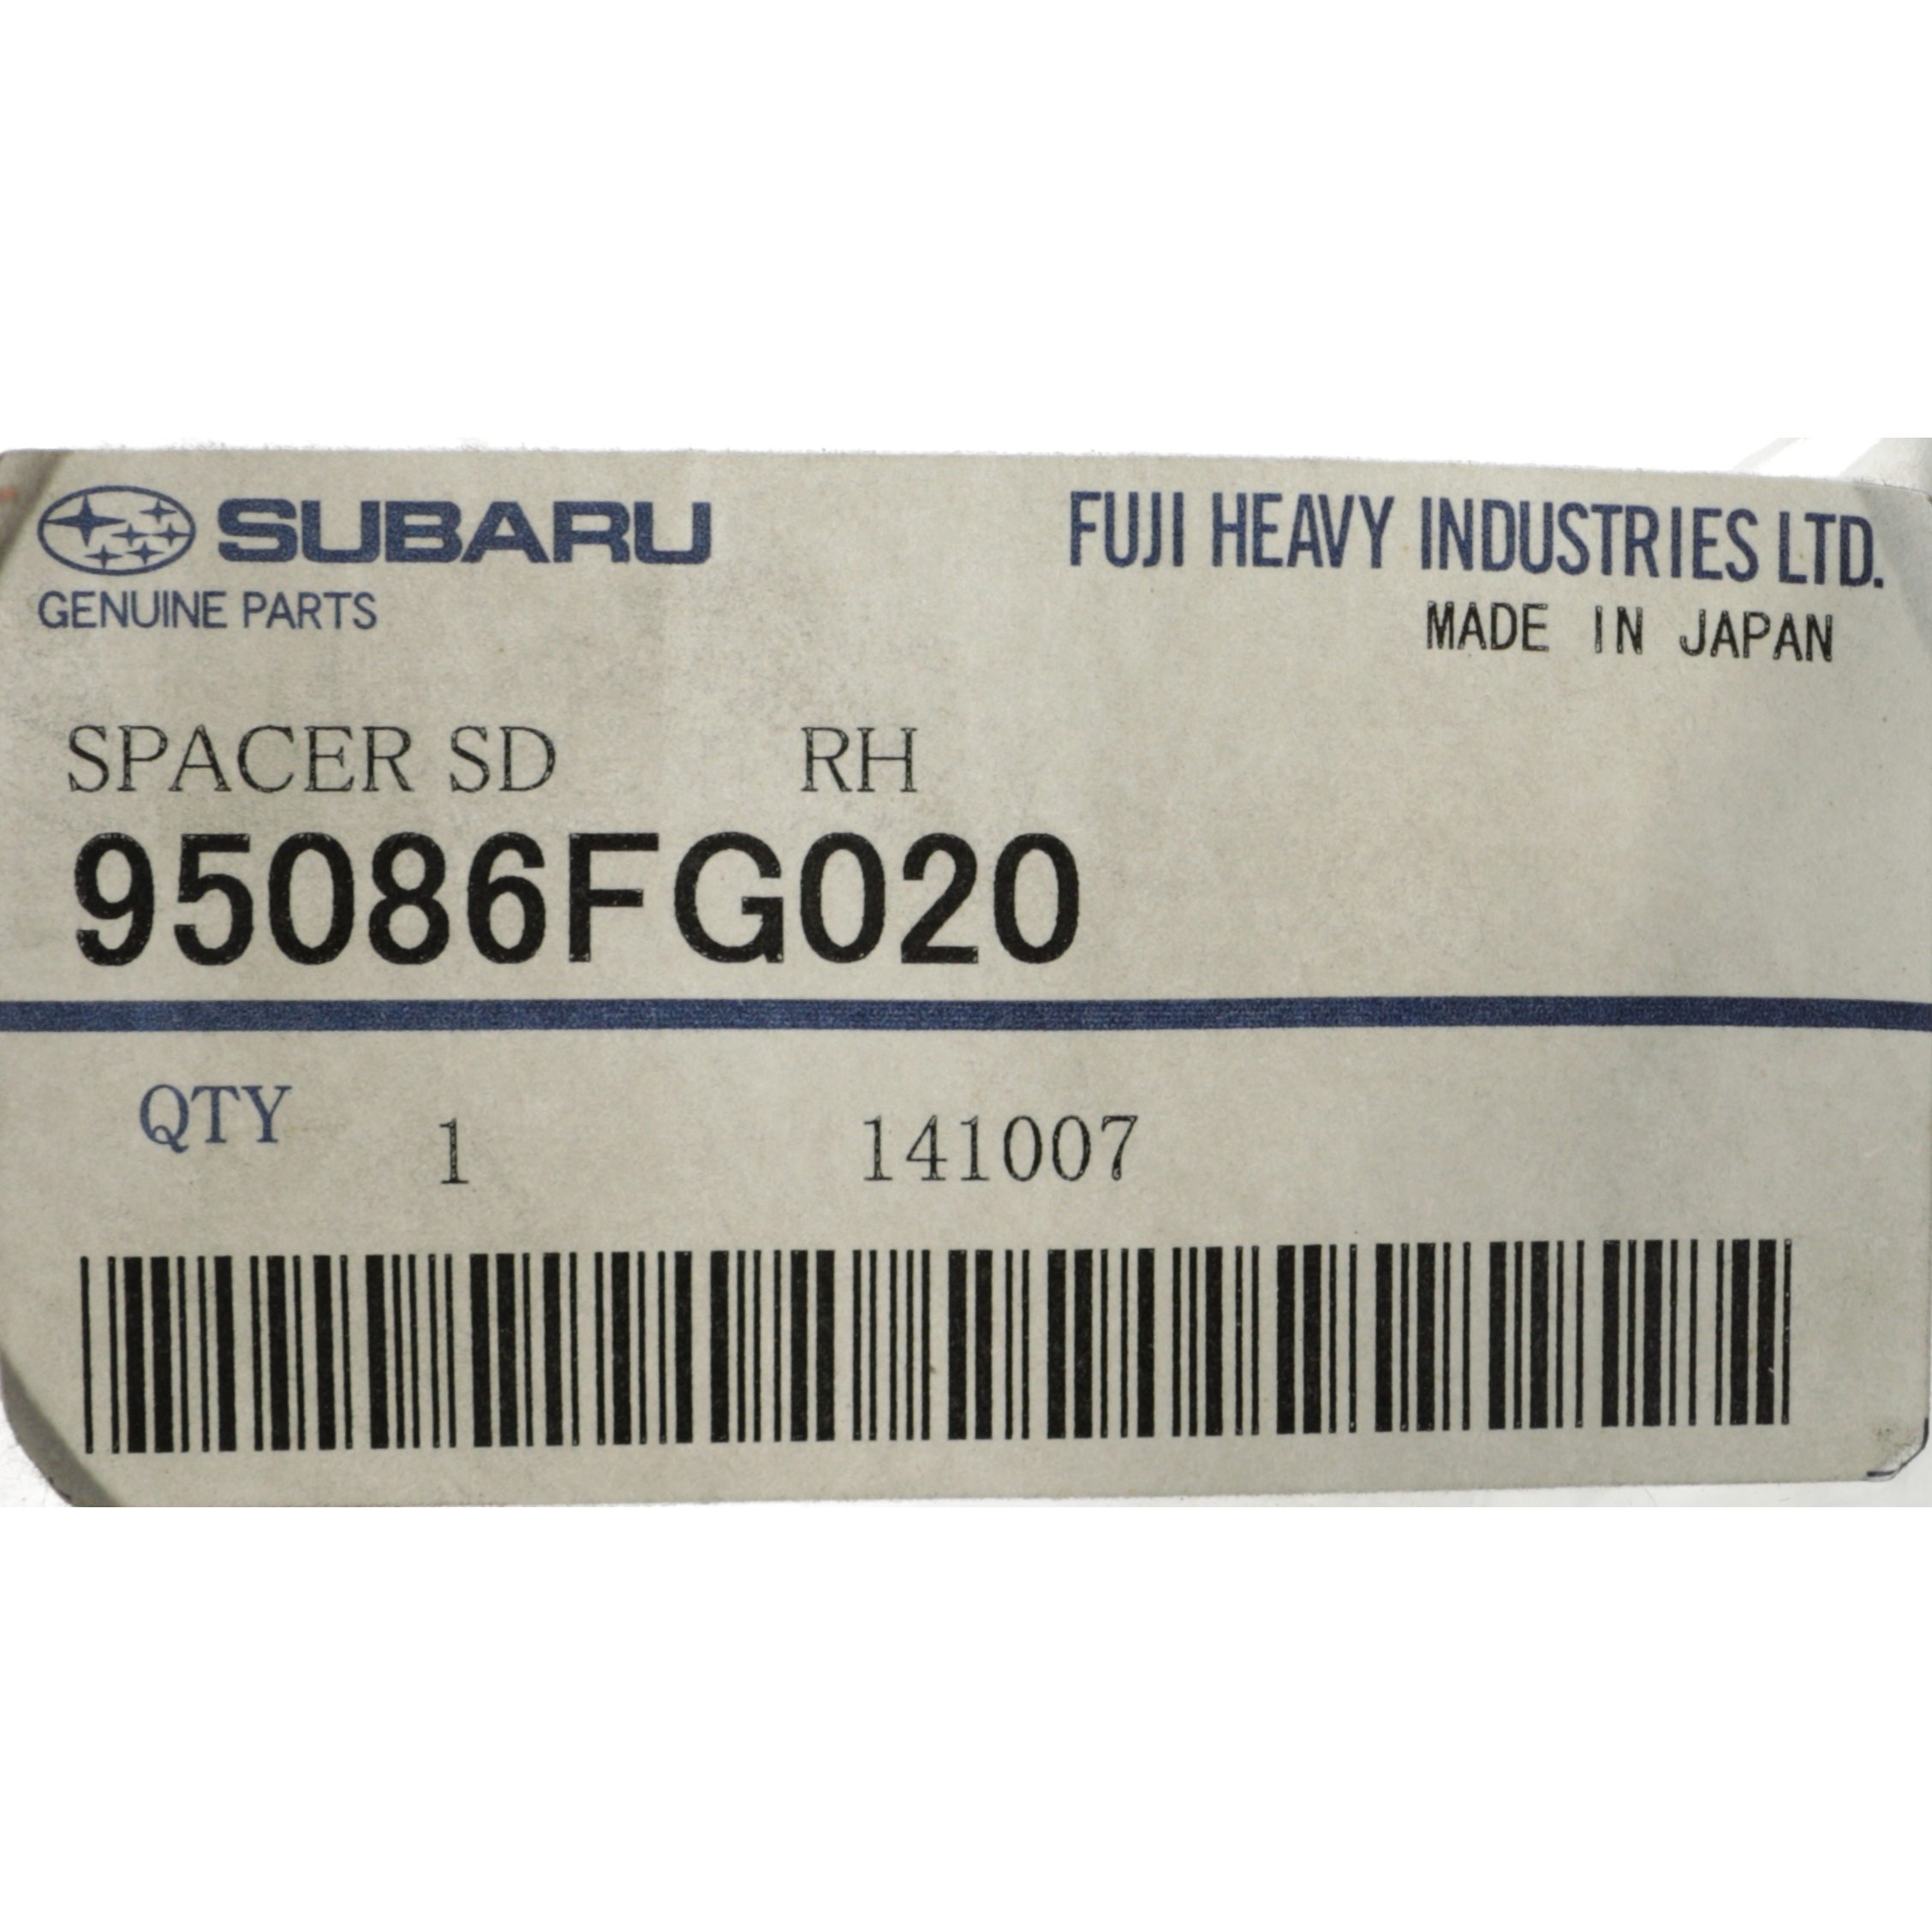 SUBARU
GENUINE PARTS
FUJI HEAVY INDUSTRIES LTD.
MADE IN JAPAN
SPACER SD RH
95086FG020
QTY 1 141007